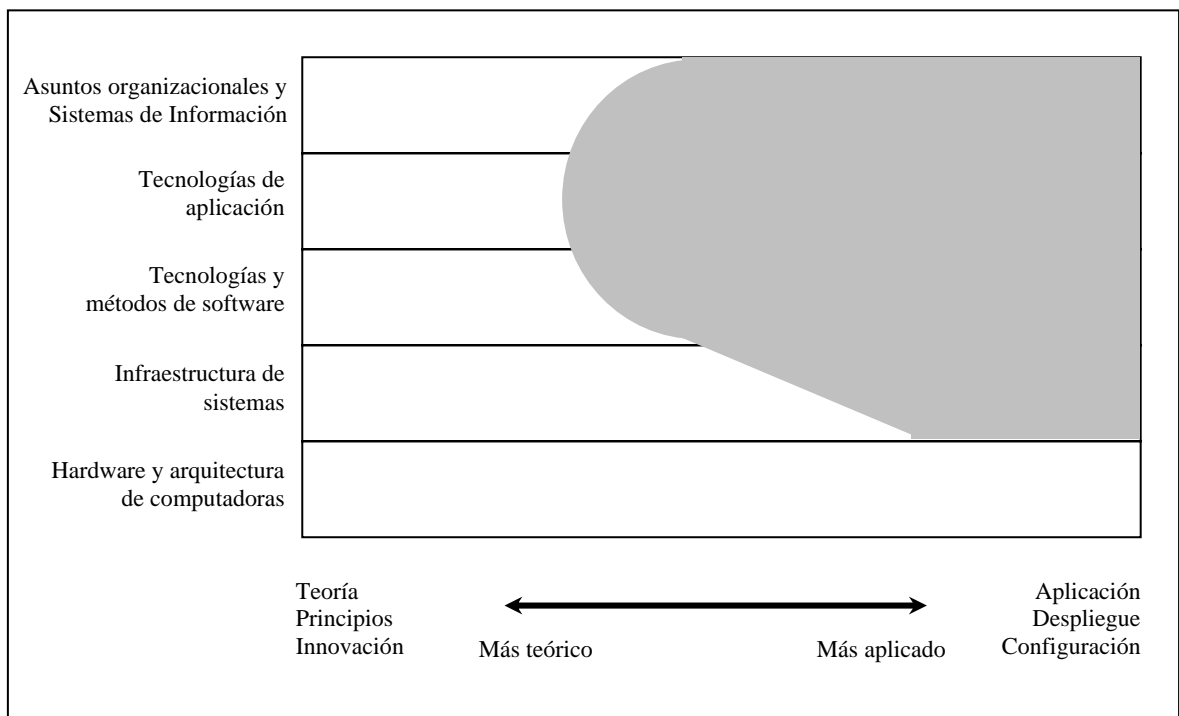 Asuntos organizacionales y
Sistemas de Información
Tecnologías de
aplicación
Tecnologías y
métodos de software
Infraestructura de
sistemas
Hardware y arquitectura
de computadoras
Teoría
Principios
Innovación
Más teórico
Más aplicado
Aplicación
Despliegue
Configuración